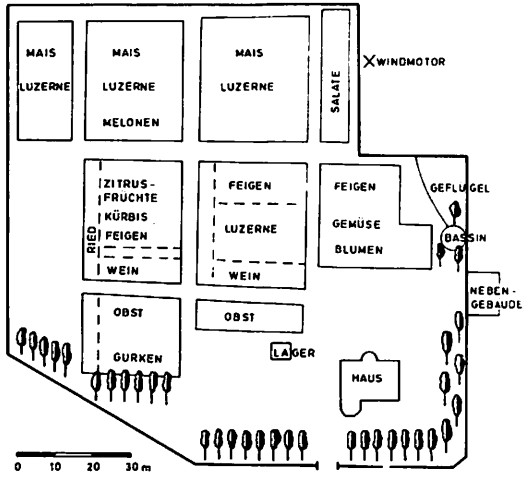 MAIS
LUZERNE
MAIS
LUZERNE
MELONEN
MAIS
LUZERNE
SALATE
WINDMOTOR
RIED
ZITRUS-
FRÜCHTE
KÜRBIS
FEIGEN
WEIN
FEIGEN
LUZERNE
WEIN
FEIGEN
GEMÜSE
BLUMEN
GEFLÜGEL
BASSIN
NEBEN-
GEBÄUDE
OBST
GURKEN
OBST
LAGER
HAUS
0 10 20 30 m